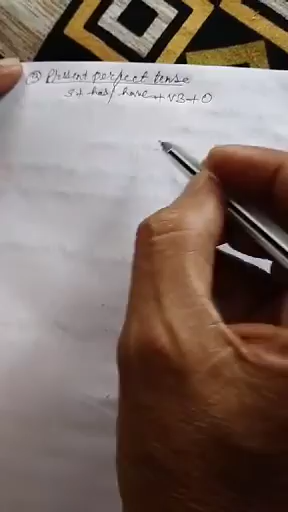 ③ Present perfect tense
S + has/have + V3 + O